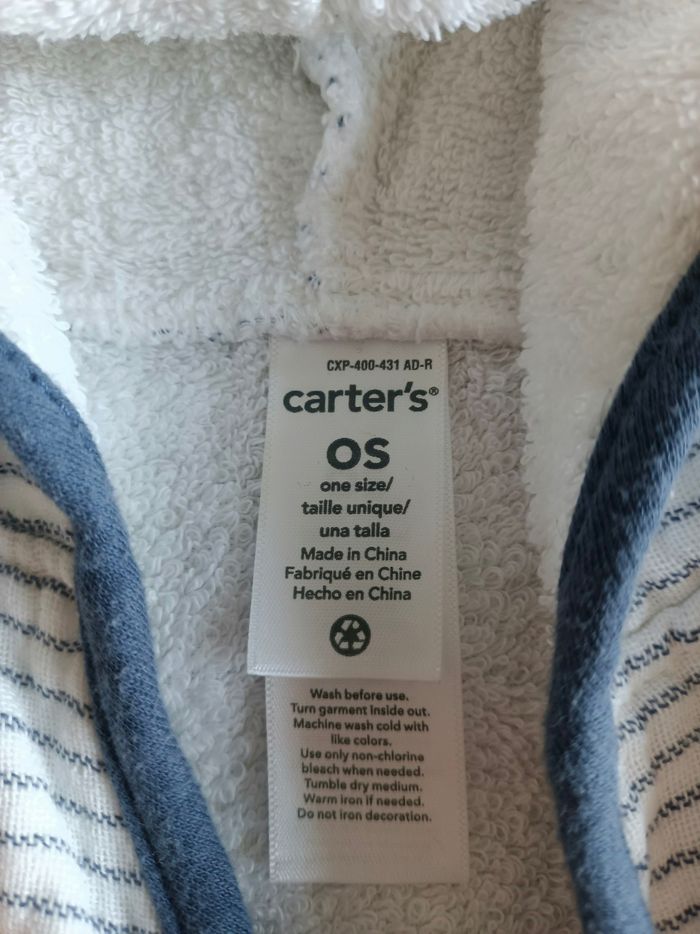 CXP-400-431 AD-R
carter's®
OS
one size/
taille unique/
una talla
Made in China
Fabriqué en Chine
Hecho en China
Wash before use.
Turn garment inside out.
Machine wash cold with
like colors.
Use only non-chlorine
bleach when needed.
Tumble dry medium.
Warm iron if needed.
Do not iron decoration.